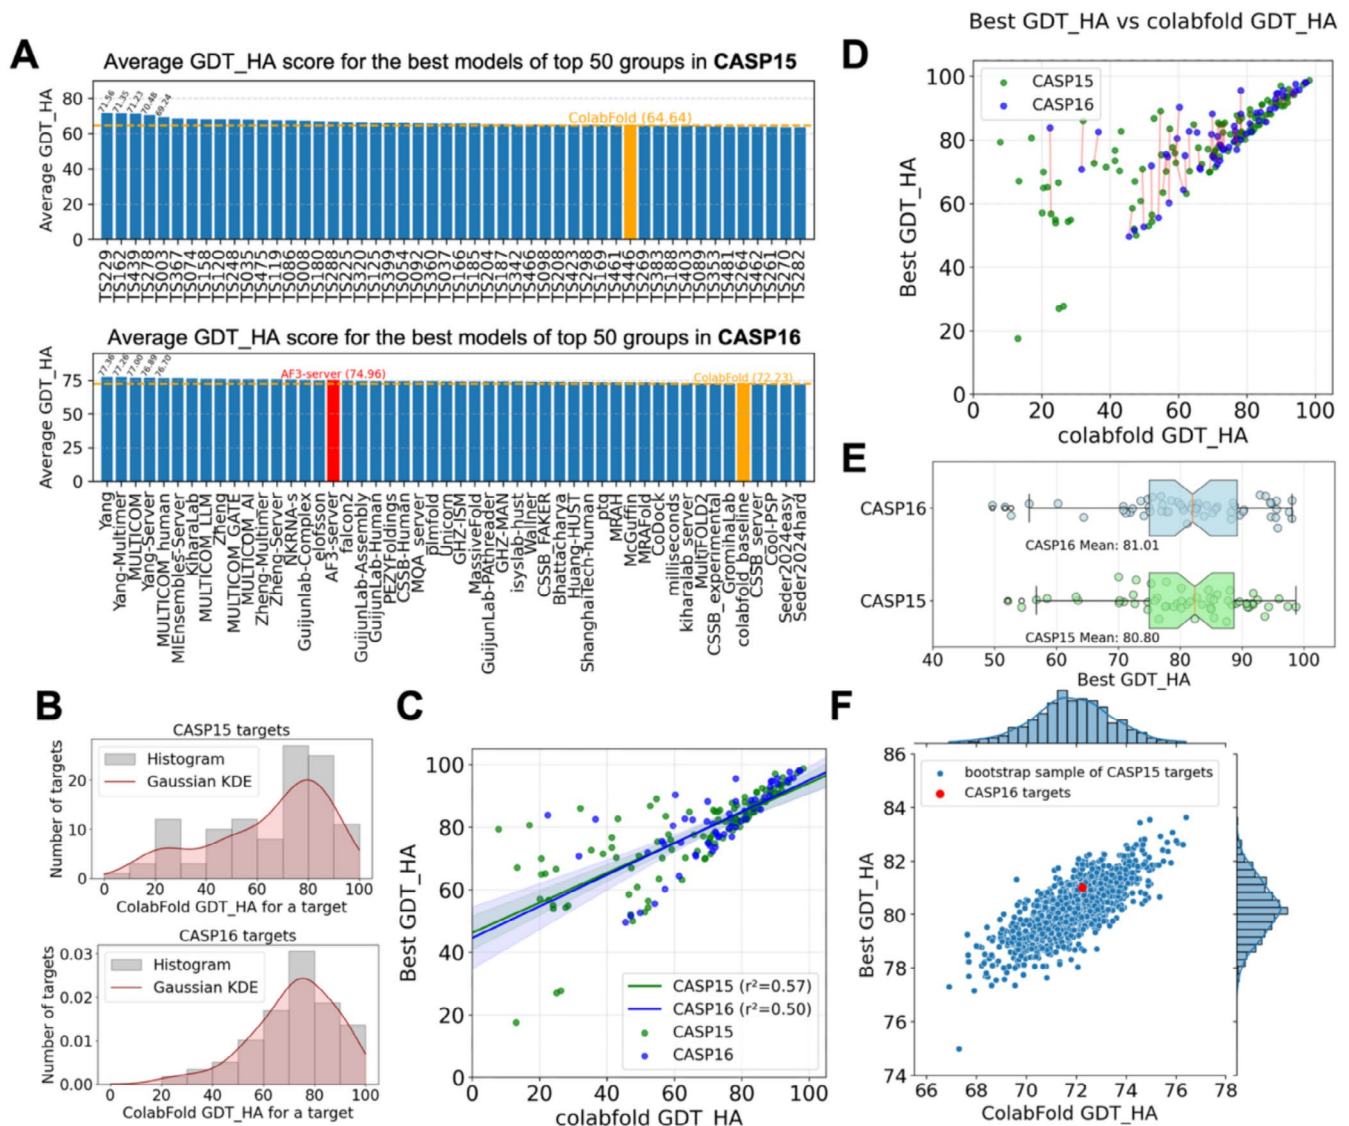 A
Average GDT_HA score for the best models of top 50 groups in CASP15
Average GDT_HA
80
60
40
20
0
71.56
71.35
71.23
70.48
69.24
ColabFold (64.64)
TS229
TS162
TS439
TS278
TS003
TS367
TS074
TS158
TS120
TS248
TS035
TS475
TS119
TS086
TS008
TS180
TS288
TS225
TS320
TS125
TS399
TS054
TS092
TS360
TS037
TS166
TS185
TS204
TS187
TS342
TS466
TS098
TS208
TS423
TS298
TS169
TS461
TS446
TS269
TS383
TS188
TS403
TS089
TS353
TS481
TS264
TS462
TS261
TS270
TS282
Average GDT_HA score for the best models of top 50 groups in CASP16
Average GDT_HA
75
50
25
0
77.36
77.26
77.00
76.89
76.70
AF3-server (74.96)
ColabFold (72.23)
Yang
Yang-Multimer
MULTICOM
Yang-Server
MULTICOM_human
MIEnsembles-Server
KiharaLab
MULTICOM_LLM
Zheng
MULTICOM_GATE
MULTICOM_AI
Zheng-Multimer
Zheng-Server
NKRNA-s
Guijunlab-Complex
elofsson
AF3-server
falcon2
GuijunLab-Assembly
GuijunLab-Human
PEZYFoldings
CSSB-Human
MQA_server
plmfold
Unicorn
GHZ-ISM
MassiveFold
GuijunLab-PAthreader
GHZ-MAN
isyslab-hust
Wallner
CSSB_FAKER
Bhattacharya
Huang-HUST
ShanghaiTech-human
ptq
MRAH
McGuffin
MRAFold
CoDock
milliseconds
kiharalab_server
MultiFOLD2
CSSB_experimental
GromihaLab
colabfold_baseline
CSSB_server
Cool-PSP
Seder2024easy
Seder2024hard
B
CASP15 targets
Number of targets
20
10
0
Histogram
Gaussian KDE
0 20 40 60 80 100
ColabFold GDT_HA for a target
CASP16 targets
Number of targets
0.03
0.02
0.01
0.00
Histogram
Gaussian KDE
0 20 40 60 80 100
ColabFold GDT_HA for a target
C
Best GDT_HA
100
80
60
40
20
0
CASP15 (r²=0.57)
CASP16 (r²=0.50)
CASP15
CASP16
0 20 40 60 80 100
colabfold GDT_HA
D
Best GDT_HA vs colabfold GDT_HA
Best GDT_HA
100
80
60
40
20
0
CASP15
CASP16
0 20 40 60 80 100
colabfold GDT_HA
E
CASP16
CASP16 Mean: 81.01
CASP15
CASP15 Mean: 80.80
40 50 60 70 80 90 100
Best GDT_HA
F
Best GDT_HA
86
84
82
80
78
76
74
bootstrap sample of CASP15 targets
CASP16 targets
66 68 70 72 74 76 78
ColabFold GDT_HA